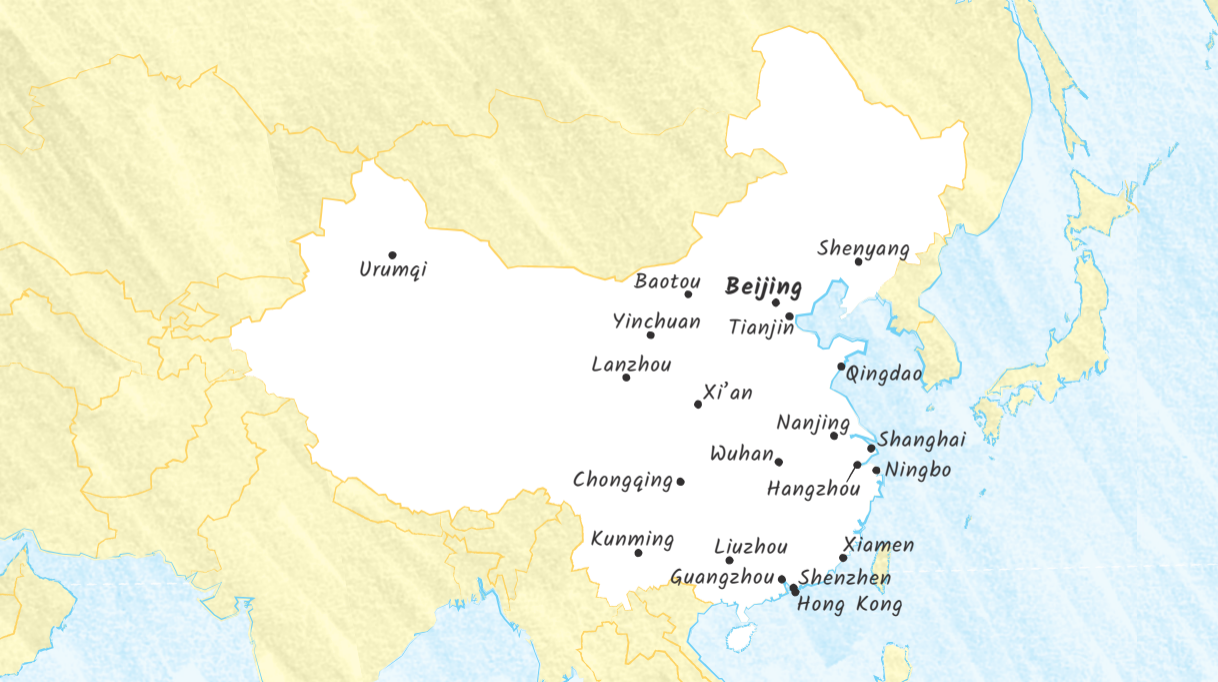 Shenyang
Urumqi
Baotou
Beijing
Yinchuan
Tianjin
Lanzhou
Qingdao
Xi'an
Nanjing
Shanghai
Wuhan
Ningbo
Chongqing
Hangzhou
Kunming
Liuzhou
Xiamen
Guangzhou
Shenzhen
Hong Kong